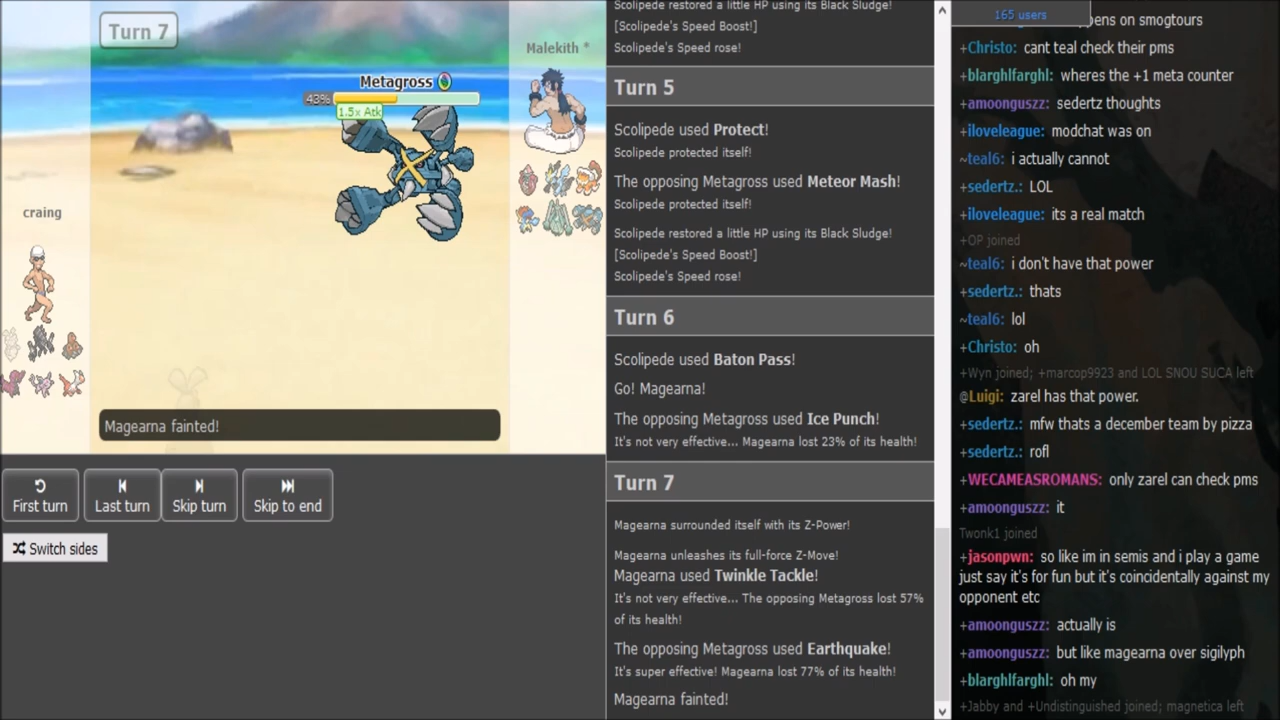 Turn 7
Malekith *
Metagross
43%
1.5x Atk
craing
Magearna fainted!
First turn
Last turn
Skip turn
Skip to end
Switch sides
Scolipede restored a little HP using its Black Sludge!
[Scolipede's Speed Boost!]
Scolipede's Speed rose!
Turn 5
Scolipede used Protect!
Scolipede protected itself!
The opposing Metagross used Meteor Mash!
Scolipede protected itself!
Scolipede restored a little HP using its Black Sludge!
[Scolipede's Speed Boost!]
Scolipede's Speed rose!
Turn 6
Scolipede used Baton Pass!
Go! Magearna!
The opposing Metagross used Ice Punch!
It's not very effective... Magearna lost 23% of its health!
Turn 7
Magearna surrounded itself with its Z-Power!
Magearna unleashes its full-force Z-Move!
Magearna used Twinkle Tackle!
It's not very effective... The opposing Metagross lost 57%
of its health!
The opposing Metagross used Earthquake!
It's super effective! Magearna lost 77% of its health!
Magearna fainted!
165 users
pens on smogtours
+Christo: cant teal check their pms
+blarghlfarghl: wheres the +1 meta counter
+amoonguszz: sedertz thoughts
+iloveleague: modchat was on
~teal6: i actually cannot
+sedertz.: LOL
+iloveleague: its a real match
+OP joined
~teal6: i don't have that power
+sedertz.: thats
~teal6: lol
+Christo: oh
+Wyn joined; +marcop9923 and LOL SNOU SUCA left
@Luigi: zarel has that power.
+sedertz.: mfw thats a december team by pizza
+sedertz.: rofl
+WECAMEASROMANS: only zarel can check pms
+amoonguszz: it
Twonk1 joined
+jasonpwn: so like im in semis and i play a game
just say it's for fun but it's coincidentally against my
opponent etc
+amoonguszz: actually is
+amoonguszz: but like magearna over sigilyph
+blarghlfarghl: oh my
+Jabby and +Undistinguished joined; magnetica left